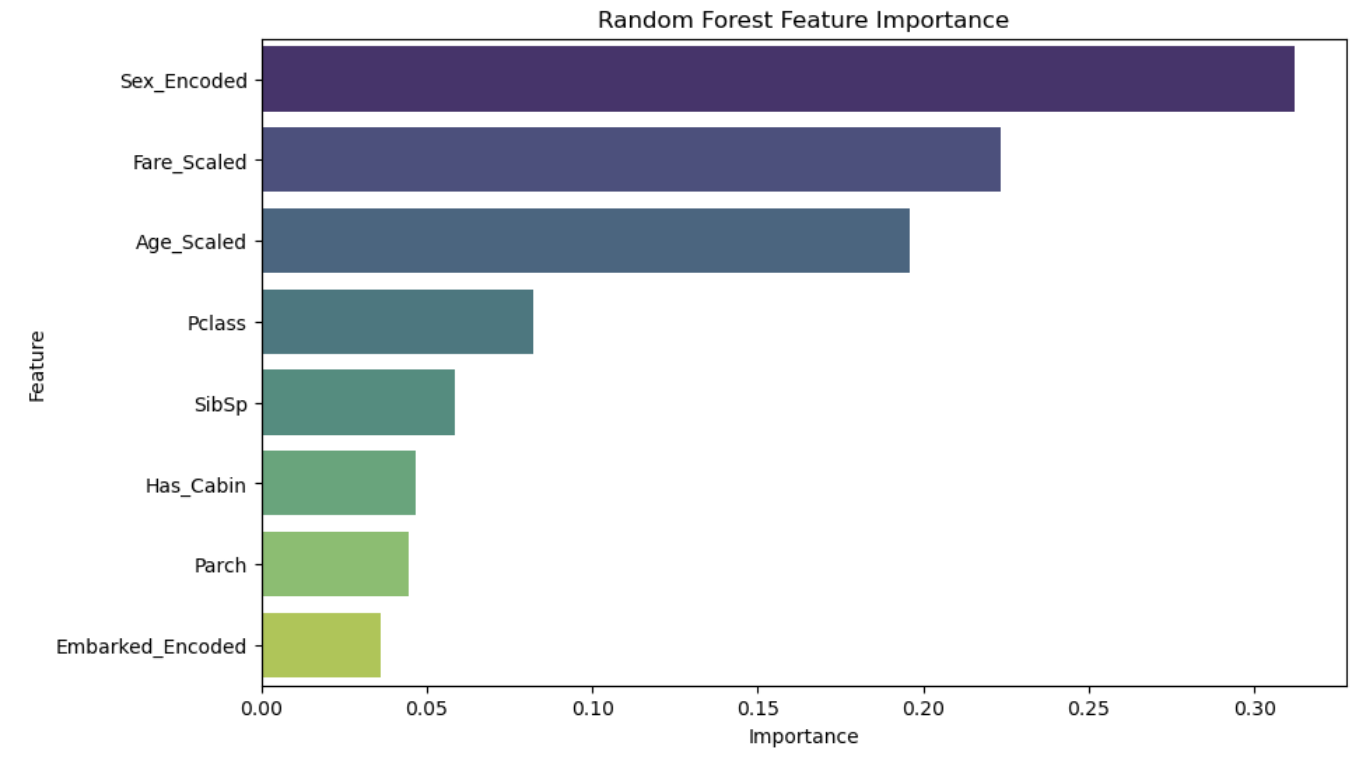 Random Forest Feature Importance
Sex_Encoded
Fare_Scaled
Age_Scaled
Pclass
SibSp
Has_Cabin
Parch
Embarked_Encoded
Feature
0.00 0.05 0.10 0.15 0.20 0.25 0.30
Importance